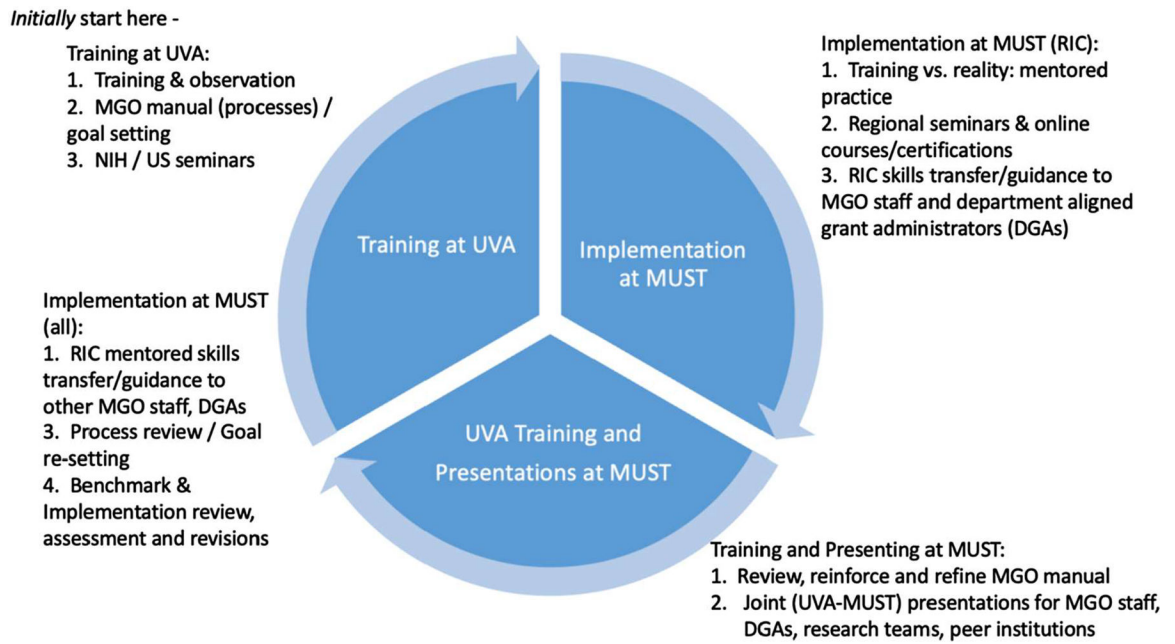 Initially start here -
Training at UVA:
1. Training & observation
2. MGO manual (processes) /
goal setting
3. NIH / US seminars
Implementation at MUST (RIC):
1. Training vs. reality: mentored
practice
2. Regional seminars & online
courses/certifications
3. RIC skills transfer/guidance to
MGO staff and department aligned
grant administrators (DGAs)
Training at UVA
Implementation
at MUST
UVA Training and
Presentations at MUST
Implementation at MUST
(all):
1. RIC mentored skills
transfer/guidance to
other MGO staff, DGAs
3. Process review / Goal
re-setting
4. Benchmark &
Implementation review,
assessment and revisions
Training and Presenting at MUST:
1. Review, reinforce and refine MGO manual
2. Joint (UVA-MUST) presentations for MGO staff,
DGAs, research teams, peer institutions